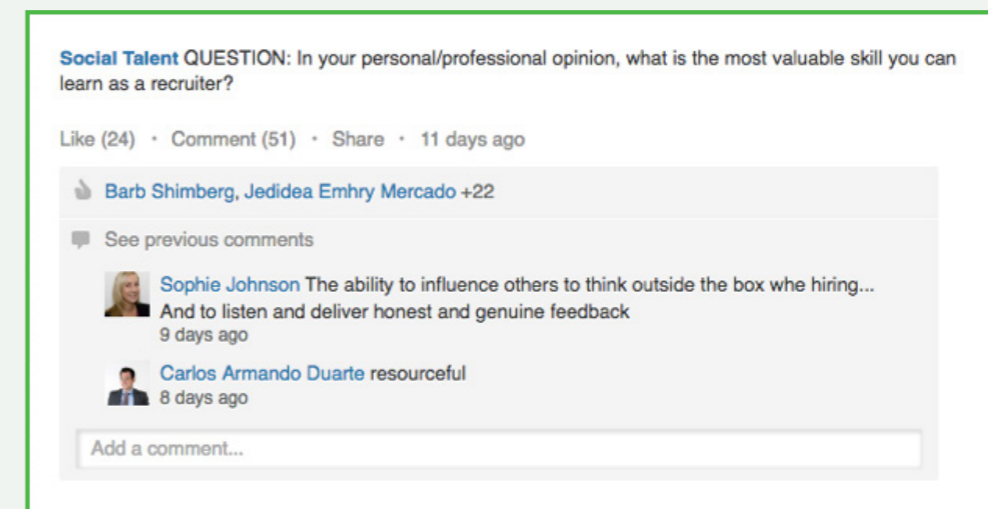 Social Talent QUESTION: In your personal/professional opinion, what is the most valuable skill you can
learn as a recruiter?
Like (24) · Comment (51) · Share · 11 days ago
Barb Shimberg, Jedidea Emhry Mercado +22
See previous comments
Sophie Johnson The ability to influence others to think outside the box whe hiring...
And to listen and deliver honest and genuine feedback
9 days ago
Carlos Armando Duarte resourceful
8 days ago
Add a comment...